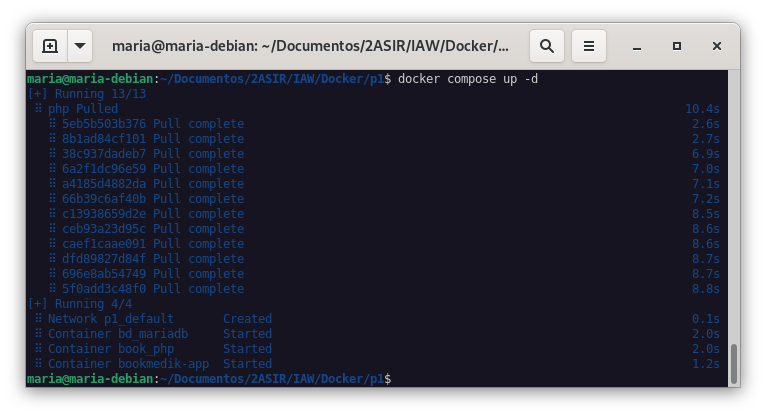 maria@maria-debian: ~/Documentos/2ASIR/IAW/Docker/...
maria@maria-debian:~/Documentos/2ASIR/IAW/Docker/p1$ docker compose up -d
[+] Running 13/13
⠿ php Pulled 10.4s
⠿ 5eb5b503b376 Pull complete 2.6s
⠿ 8b1ad84cf101 Pull complete 2.7s
⠿ 38c937dadeb7 Pull complete 6.9s
⠿ 6a2f1dc96e59 Pull complete 7.0s
⠿ a4185d4882da Pull complete 7.1s
⠿ 66b39c6af40b Pull complete 7.2s
⠿ c13938659d2e Pull complete 8.5s
⠿ ceb93a23d95c Pull complete 8.6s
⠿ caef1caae091 Pull complete 8.6s
⠿ dfd89827d84f Pull complete 8.7s
⠿ 696e8ab54749 Pull complete 8.7s
⠿ 5f0add3c48f0 Pull complete 8.8s
[+] Running 4/4
⠿ Network p1_default Created 0.1s
⠿ Container bd_mariadb Started 2.0s
⠿ Container book_php Started 2.0s
⠿ Container bookmedik-app Started 1.2s
maria@maria-debian:~/Documentos/2ASIR/IAW/Docker/p1$